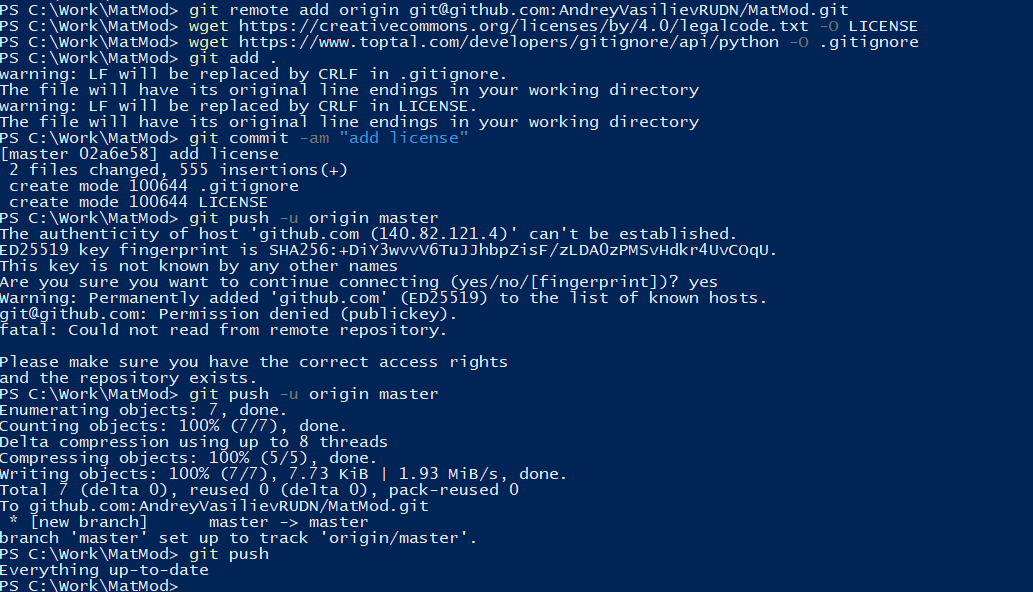 PS C:\Work\MatMod> git remote add origin git@github.com:AndreyVasilievRUDN/MatMod.git
PS C:\Work\MatMod> wget https://creativecommons.org/licenses/by/4.0/legalcode.txt -O LICENSE
PS C:\Work\MatMod> wget https://www.toptal.com/developers/gitignore/api/python -O .gitignore
PS C:\Work\MatMod> git add .
warning: LF will be replaced by CRLF in .gitignore.
The file will have its original line endings in your working directory
warning: LF will be replaced by CRLF in LICENSE.
The file will have its original line endings in your working directory
PS C:\Work\MatMod> git commit -am "add license"
[master 02a6e58] add license
 2 files changed, 555 insertions(+)
 create mode 100644 .gitignore
 create mode 100644 LICENSE
PS C:\Work\MatMod> git push -u origin master
The authenticity of host 'github.com (140.82.121.4)' can't be established.
ED25519 key fingerprint is SHA256:+DiY3wvvV6TuJJhbpZisF/zLDA0zPMSvHdkr4UvCOqU.
This key is not known by any other names
Are you sure you want to continue connecting (yes/no/[fingerprint])? yes
Warning: Permanently added 'github.com' (ED25519) to the list of known hosts.
git@github.com: Permission denied (publickey).
fatal: Could not read from remote repository.

Please make sure you have the correct access rights
and the repository exists.
PS C:\Work\MatMod> git push -u origin master
Enumerating objects: 7, done.
Counting objects: 100% (7/7), done.
Delta compression using up to 8 threads
Compressing objects: 100% (5/5), done.
Writing objects: 100% (7/7), 7.73 KiB | 1.93 MiB/s, done.
Total 7 (delta 0), reused 0 (delta 0), pack-reused 0
To github.com:AndreyVasilievRUDN/MatMod.git
 * [new branch]      master -> master
branch 'master' set up to track 'origin/master'.
PS C:\Work\MatMod> git push
Everything up-to-date
PS C:\Work\MatMod>